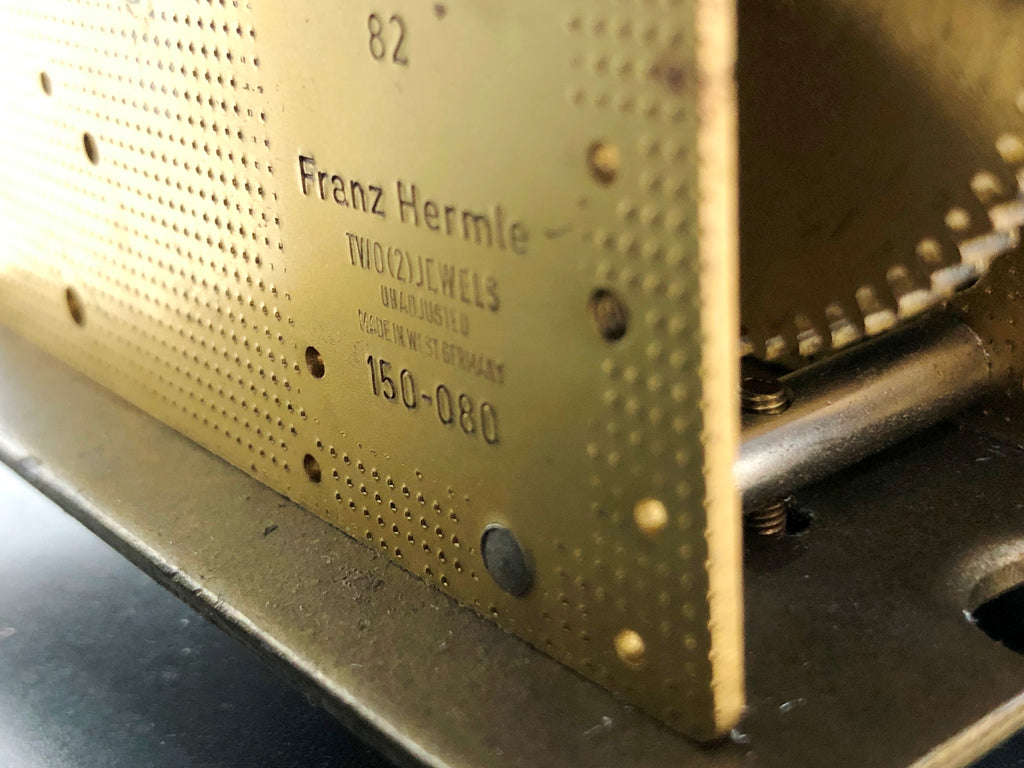 82
Franz Hermle
TWO(2)JEWELS
UNADJUSTED
MADE IN WEST GERMANY
150-080